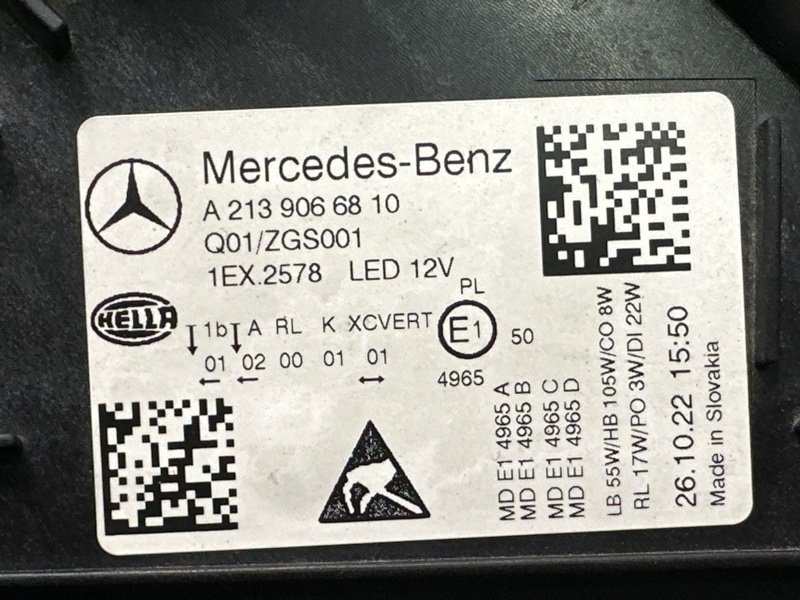 Mercedes-Benz
A 213 906 68 10
Q01/ZGS001
1EX.2578 LED 12V
PL
HELLA
1b A RL K XCVERT
E1
50
01 02 00 01 01
4965
MD E1 4965 A
MD E1 4965 B
MD E1 4965 C
MD E1 4965 D
LB 55W/HB 105W/CO 8W
RL 17W/PO 3W/DI 22W
26.10.22 15:50
Made in Slovakia